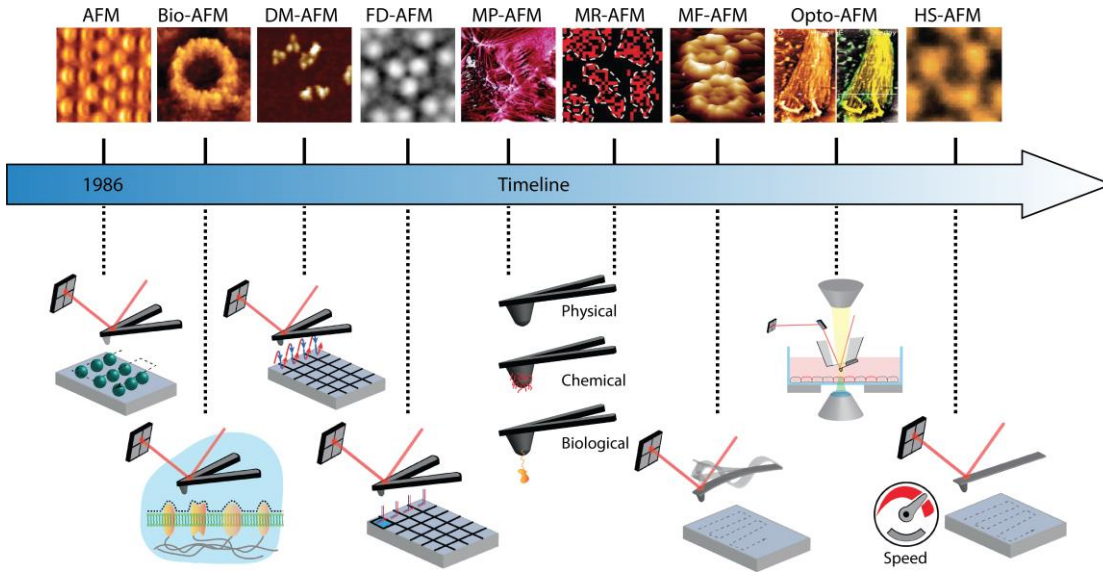 AFM Bio-AFM DM-AFM FD-AFM MP-AFM MR-AFM MF-AFM Opto-AFM HS-AFM
1986 Timeline
Physical
Chemical
Biological
Speed